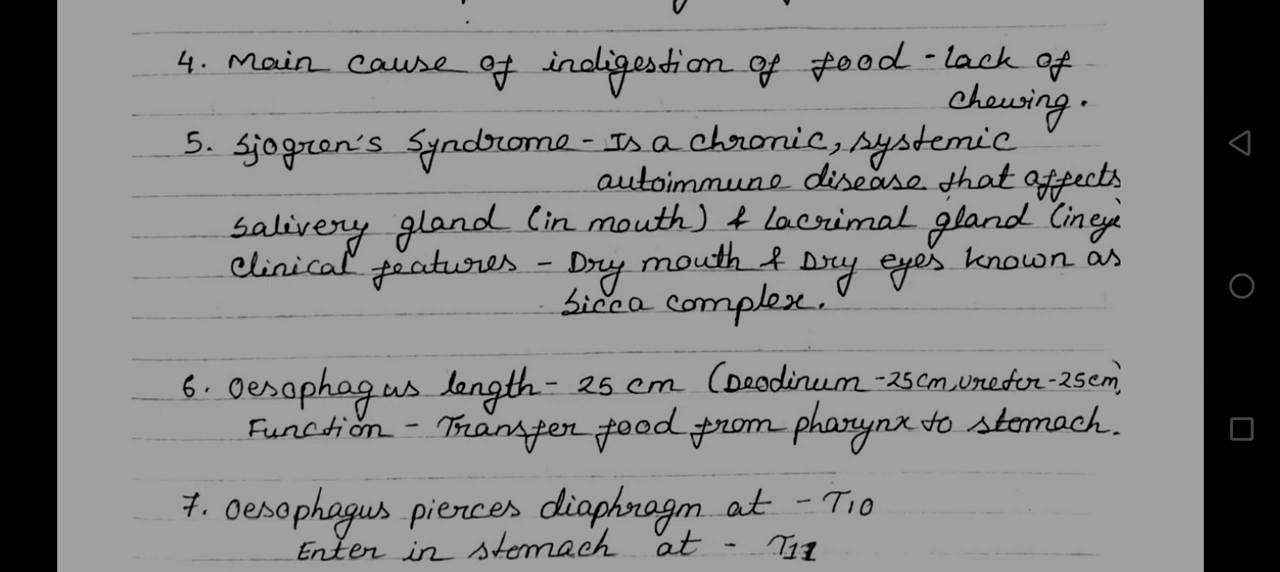 4. Main cause of indigestion of food - lack of
chewing.
5. Sjogren's Syndrome - Is a chronic, systemic
autoimmune disease that affects
Salivery gland (in mouth) & Lacrimal gland (in eye
Clinical features - Dry mouth & Dry eyes known as
Sicca complex.
6. Oesophagus length - 25 cm (Deodinum - 25cm, ureter - 25cm)
Function - Transfer food from pharynx to stomach.
7. Oesophagus pierces diaphragm at - T10
Enter in stomach at - T11